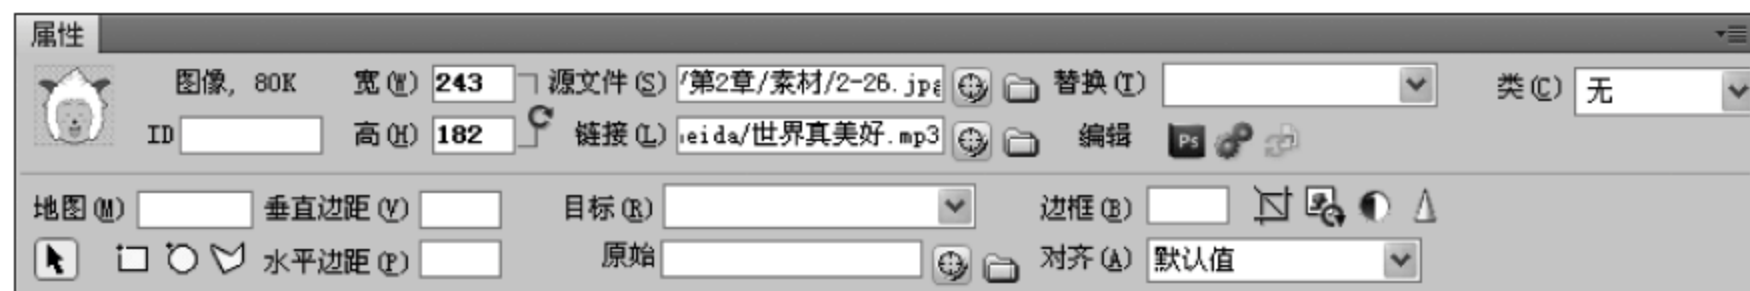 属性
图像, 80K 宽(W) 243 源文件(S) /第2章/素材/2-26.jpg 替换(T) 类(C) 无
ID 高(H) 182 链接(L) eida/世界真美好.mp3 编辑 Ps
地图(M) 垂直边距(V) 目标(R) 边框(B)
水平边距(P) 原始 对齐(A) 默认值